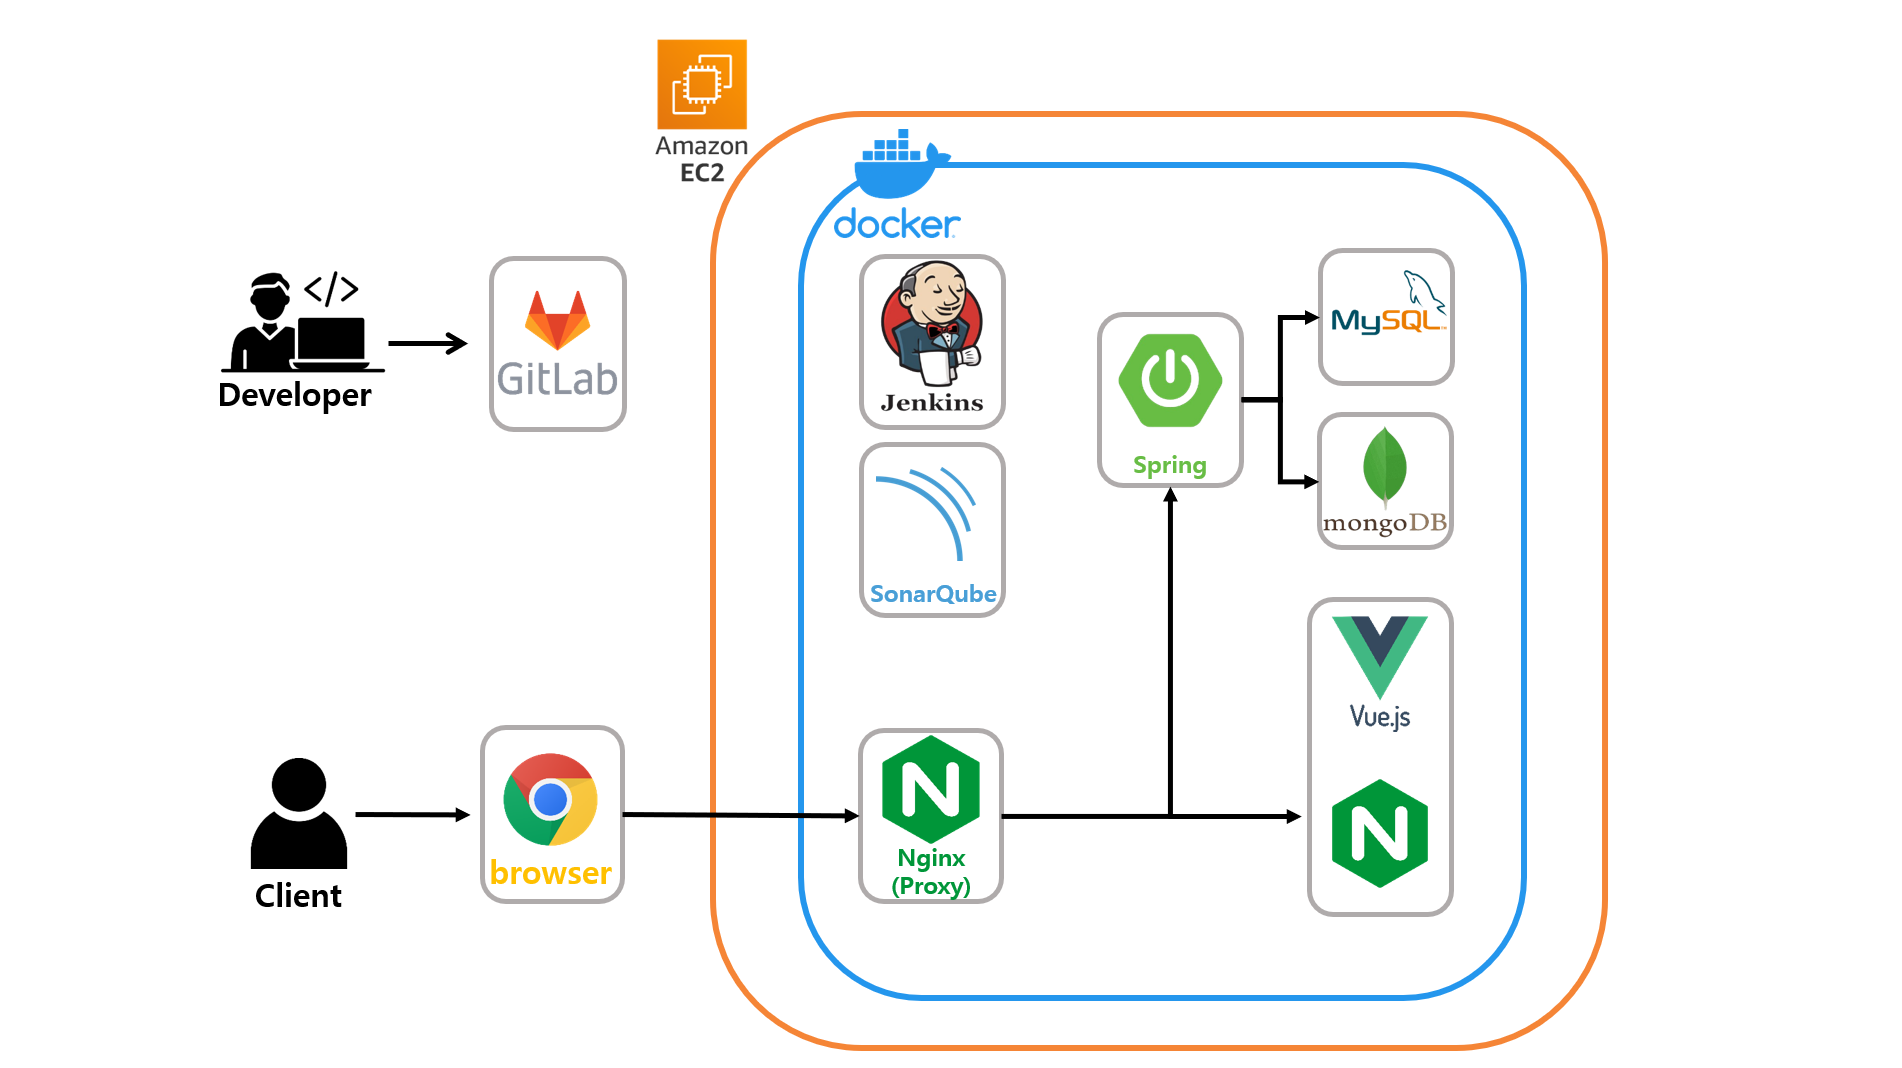 Amazon
EC2
docker
Developer
</>
GitLab
Jenkins
SonarQube
Spring
MySQL
mongoDB
Vue.js
Client
browser
Nginx
(Proxy)